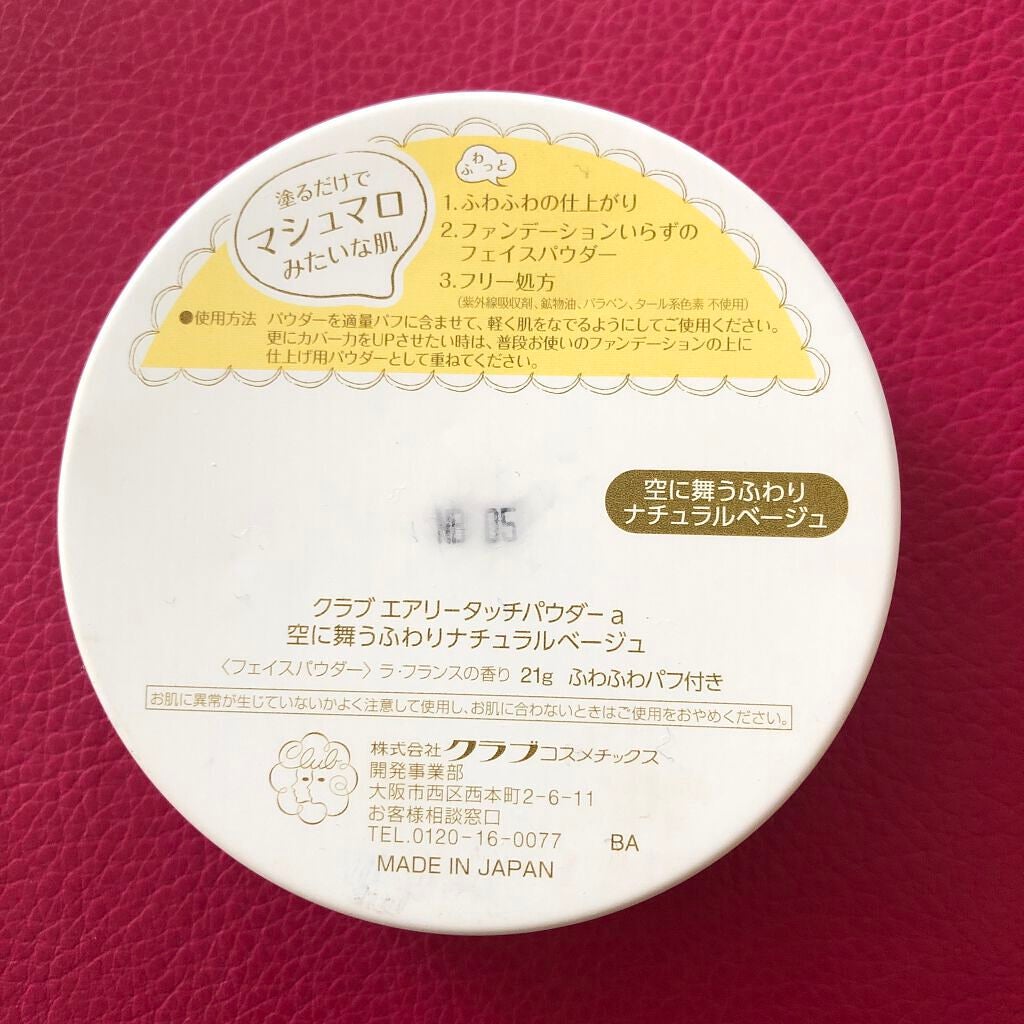 塗るだけで
マシュマロ
みたいな肌
ふわっと
1.ふわふわの仕上がり
2.ファンデーションいらずの
フェイスパウダー
3.フリー処方
(紫外線吸収剤、鉱物油、パラベン、タール系色素 不使用)
●使用方法 パウダーを適量パフに含ませて、軽く肌をなでるようにしてご使用ください。
更にカバー力をUPさせたい時は、普段お使いのファンデーションの上に
仕上げ用パウダーとして重ねてください。
空に舞うふわり
ナチュラルベージュ
05
クラブ エアリータッチパウダー a
空に舞うふわりナチュラルベージュ
〈フェイスパウダー〉ラ・フランスの香り 21g ふわふわパフ付き
お肌に異常が生じていないかよく注意して使用し、お肌に合わないときはご使用をおやめください。
Club
株式会社クラブコスメチックス
開発事業部
大阪市西区西本町2-6-11
お客様相談窓口
TEL.0120-16-0077 BA
MADE IN JAPAN